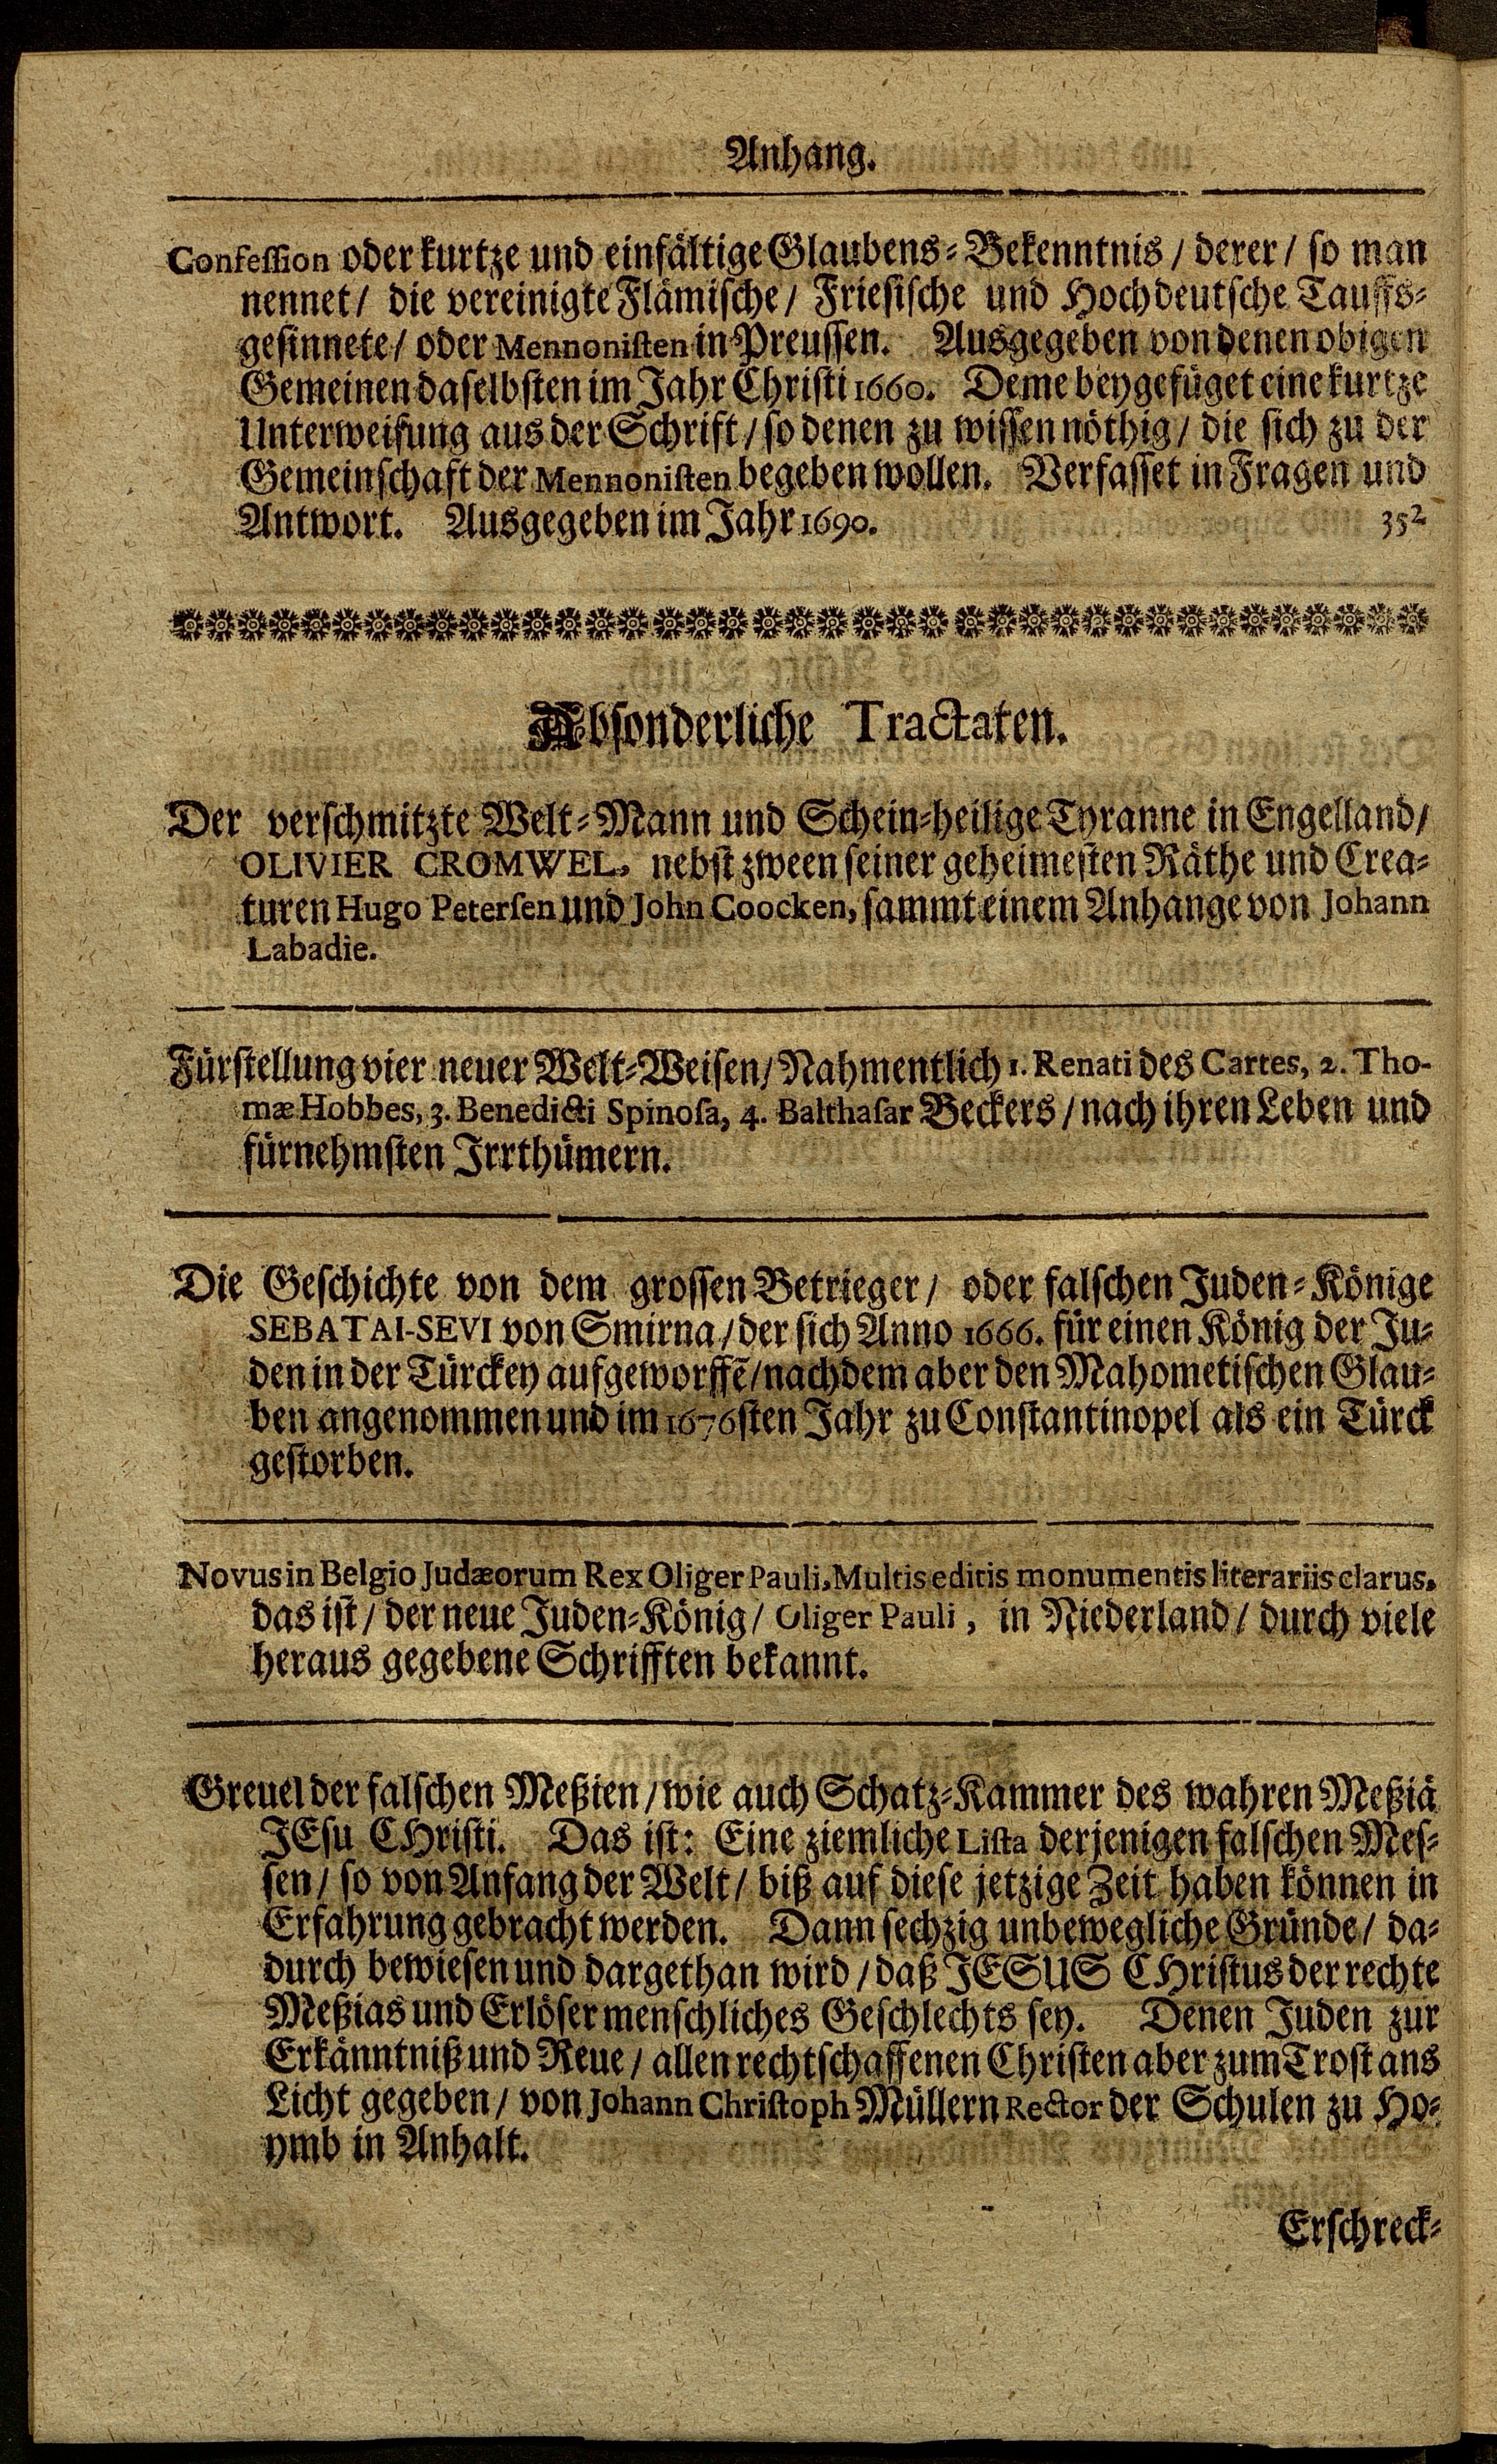 Anhang.
Confeſſion oder kurtze und einfältige Glaubens-Bekenntnis / derer / ſo man
nennet / die vereinigte Flämiſche / Frieſiſche und Hochdeutſche Tauffs-
geſinnete / oder Mennoniſten in Preuſſen. Ausgegeben von denen obigen
Gemeinen daſelbſten im Jahr Chriſti 1660. Deme beygefüget eine kurtze
Unterweiſung aus der Schrift / ſo denen zu wiſſen nöthig / die ſich zu der
Gemeinſchaft der Mennoniſten begeben wollen. Verfaſſet in Fragen und
Antwort. Ausgegeben im Jahr 1690. 352
Abſonderliche Tractaten.
Der verſchmitzte Welt-Mann und Schein-heilige Tyranne in Engelland /
OLIVIER CROMWEL, nebſt zween ſeiner geheimeſten Räthe und Crea-
turen Hugo Peterſen und John Coocken, ſammt einem Anhange von Johann
Labadie.
Fürſtellung vier neuer Welt-Weiſen / Nahmentlich 1. Renati des Cartes, 2. Tho-
mæ Hobbes, 3. Benedicti Spinoſa, 4. Balthaſar Beckers / nach ihren Leben und
fürnehmſten Irrthümern.
Die Geſchichte von dem groſſen Betrieger / oder falſchen Juden-Könige
SEBATAI-SEVI von Smirna / der ſich Anno 1666. für einen König der Ju-
den in der Türckey aufgeworffẽ / nachdem aber den Mahometiſchen Glau-
ben angenommen und im 1676ſten Jahr zu Conſtantinopel als ein Türck
geſtorben.
Novus in Belgio Judæorum Rex Oliger Pauli, Multis editis monumentis literariis clarus,
das iſt / der neue Juden-König / Oliger Pauli, in Niederland / durch viele
heraus gegebene Schrifften bekannt.
Greuel der falſchen Meßien / wie auch Schatz-Kammer des wahren Meßiä
JEſu CHriſti. Das iſt: Eine ziemliche Liſta derjenigen falſchen Meſ-
ſen / ſo von Anfang der Welt / biß auf dieſe jetzige Zeit haben können in
Erfahrung gebracht werden. Dann ſechzig unbewegliche Gründe / da-
durch bewieſen und dargethan wird / daß JESUS CHriſtus der rechte
Meßias und Erlöſer menſchliches Geſchlechts ſey. Denen Juden zur
Erkänntniß und Reue / allen rechtſchaffenen Chriſten aber zum Troſt ans
Licht gegeben / von Johann Chriſtoph Müllern Rector der Schulen zu Ho-
ymb in Anhalt.
Erſchreck-